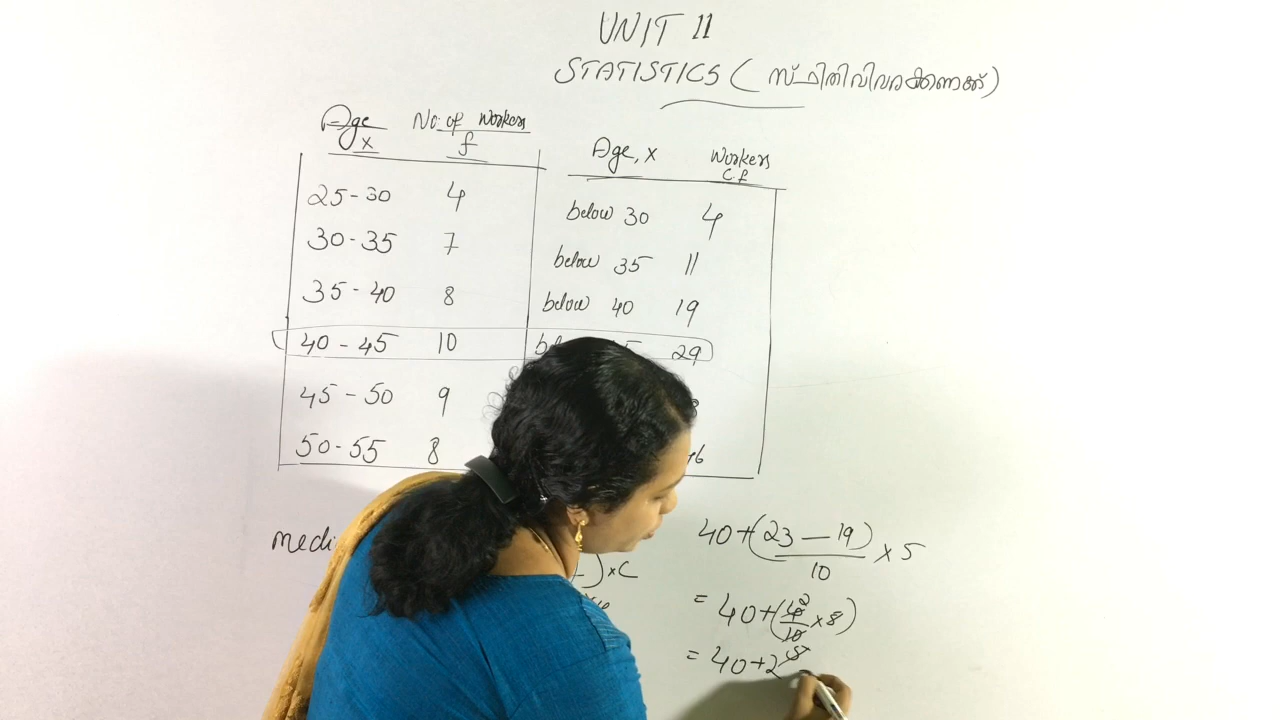 UNIT 11
STATISTICS ( സ്ഥിതിവിവരക്കണക്ക് )
Age x No: of workers f
25-30 4
30-35 7
35-40 8
40-45 10
45-50 9
50-55 8
Age, x Workers c.f
below 30 4
below 35 11
below 40 19
29
40+(23-19)/10 ×5
= 40+(4/10 ×5)
= 40+2
) × C